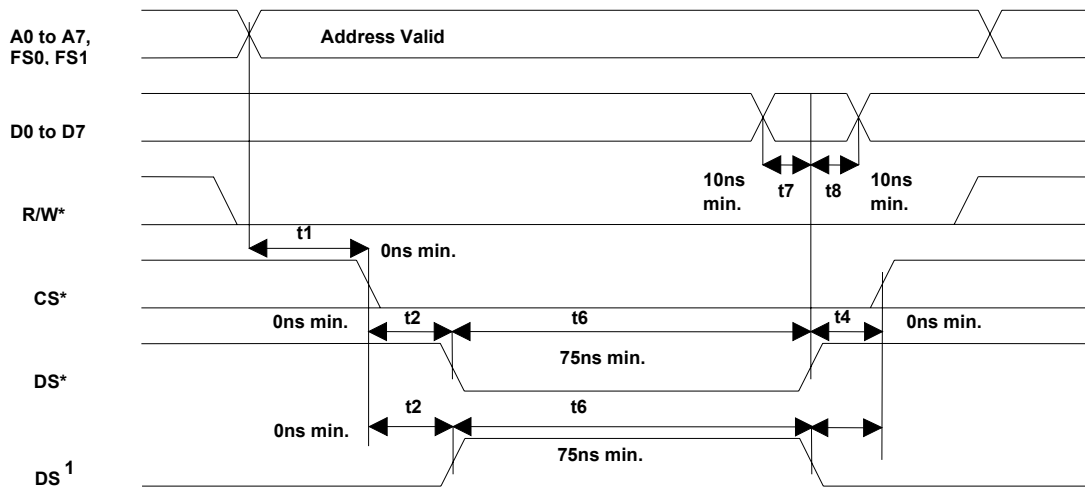 A0 to A7,
FS0, FS1
Address Valid
D0 to D7
10ns
min.
t7
t8
10ns
min.
R/W*
t1
0ns min.
CS*
0ns min.
t2
t6
t4
0ns min.
75ns min.
DS*
t2
t6
0ns min.
75ns min.
DS 1